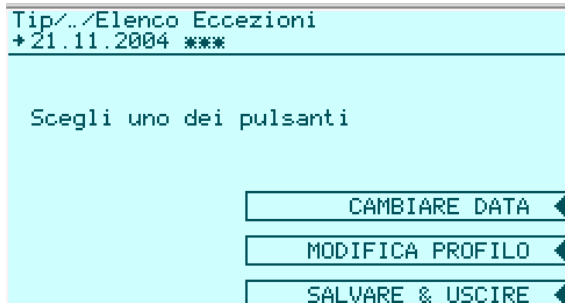 Tip/../Elenco Eccezioni
→21.11.2004 ***
Scegli uno dei pulsanti
CAMBIARE DATA
MODIFICA PROFILO
SALVARE & USCIRE